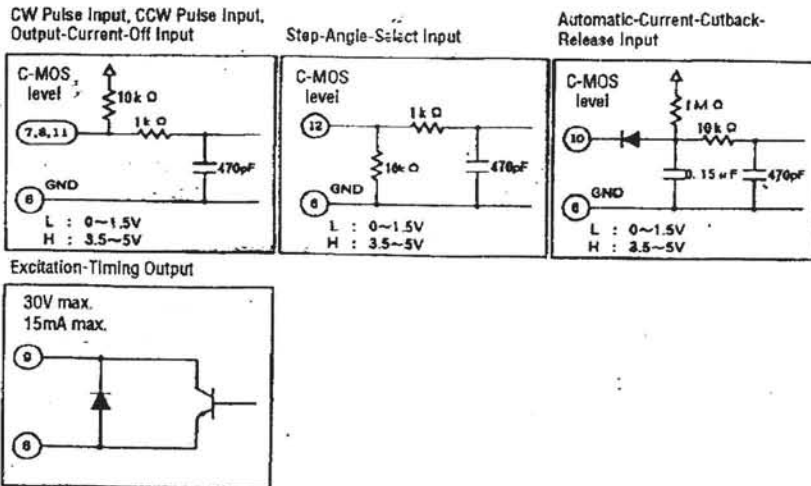 CW Pulse Input, CCW Pulse Input,
Output-Current-Off Input
C-MOS
level
10k Ω
1k Ω
7,8,11
470pF
GND
6
L : 0~1.5V
H : 3.5~5V
Step-Angle-Select Input
C-MOS
level
1k Ω
12
10k Ω
470pF
GND
6
L : 0~1.5V
H : 3.5~5V
Automatic-Current-Cutback-
Release Input
C-MOS
level
1M Ω
10k Ω
10
0.15μF
470pF
GND
6
L : 0~1.5V
H : 3.5~5V
Excitation-Timing Output
30V max.
15mA max.
9
6